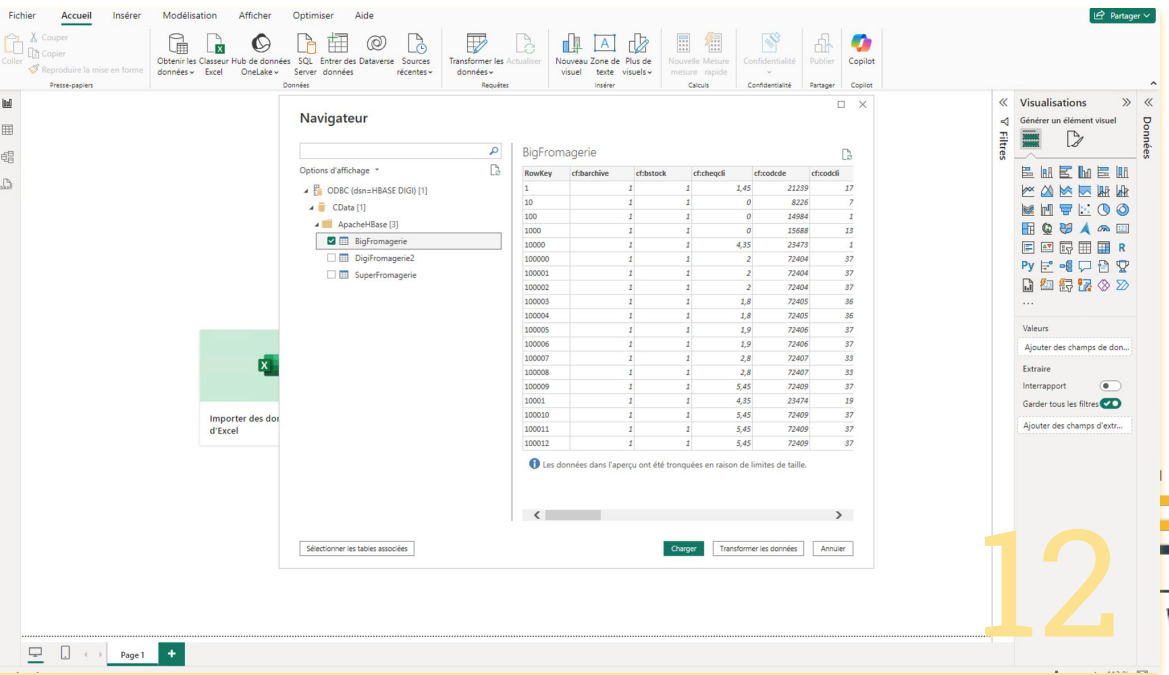 Fichier Accueil Insérer Modélisation Afficher Optimiser Aide
Partager
Coller
Couper
Copier
Reproduire la mise en forme
Presse-papiers
Obtenir les données
Classeur Excel
Hub de données OneLake
SQL Server
Entrer des données
Dataverse
Sources récentes
Données
Transformer les données
Actualiser
Requêtes
Nouveau visuel
Zone de texte
Plus de visuels
Insérer
Nouvelle mesure
Mesure rapide
Calculs
Confidentialité
Confidentialité
Publier
Partager
Copilot
Copilot
Navigateur
Options d'affichage
ODBC (dsn=HBASE DIGI) [1]
CData [1]
ApacheHBase [3]
BigFromagerie
DigiFromagerie2
SuperFromagerie
BigFromagerie
RowKey cf:barchive cf:bstock cf:cheqcli cf:codcde cf:codcli
1 1 1 1,45 21239 17
10 1 1 0 8226 7
100 1 1 0 14984 1
1000 1 1 0 15688 13
10000 1 1 4,35 23473 1
100000 1 1 2 72404 37
100001 1 1 2 72404 37
100002 1 1 2 72404 37
100003 1 1 1,8 72405 36
100004 1 1 1,8 72405 36
100005 1 1 1,9 72406 37
100006 1 1 1,9 72406 37
100007 1 1 2,8 72407 33
100008 1 1 2,8 72407 33
100009 1 1 5,45 72409 37
10001 1 1 4,35 23474 19
100010 1 1 5,45 72409 37
100011 1 1 5,45 72409 37
100012 1 1 5,45 72409 37
Les données dans l'aperçu ont été tronquées en raison de limites de taille.
Sélectionner les tables associées
Charger
Transformer les données
Annuler
Importer des don
d'Excel
Filtres
Visualisations
Générer un élément visuel
R
Py
...
Valeurs
Ajouter des champs de don...
Extraire
Interrapport
Garder tous les filtres
Ajouter des champs d'extr...
Données
12
Page 1